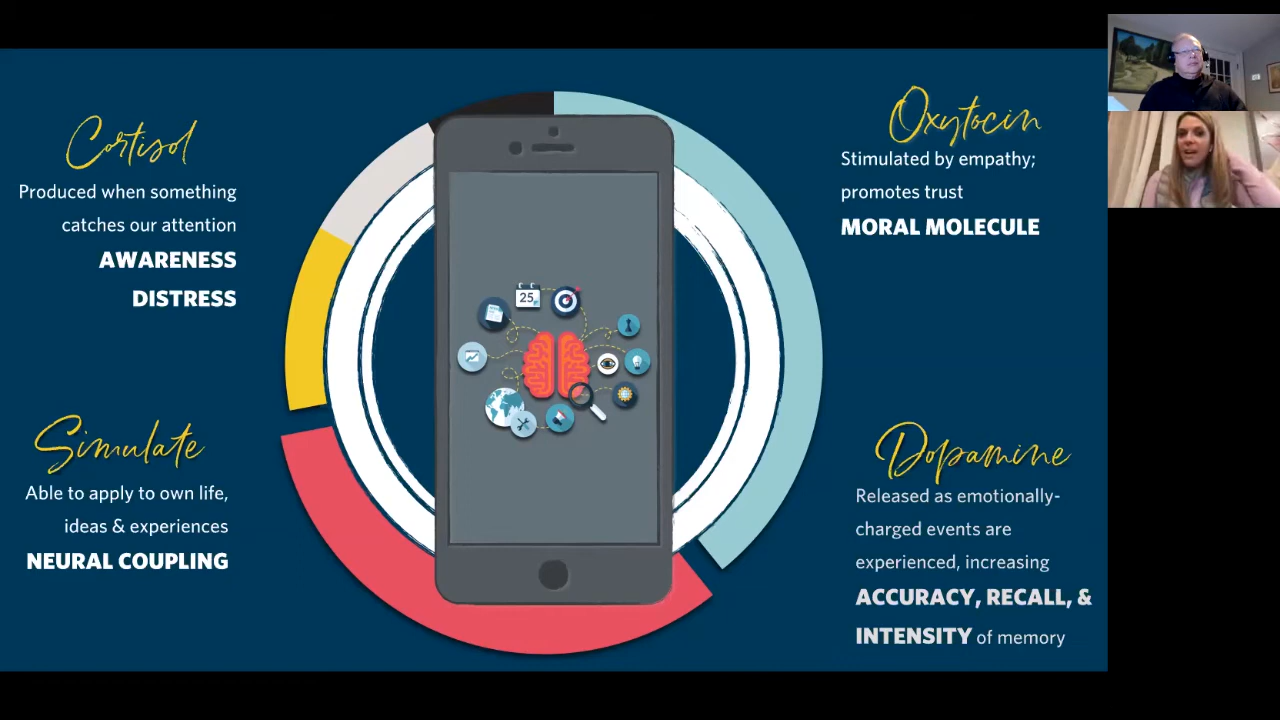 Cortisol
Produced when something
catches our attention
AWARENESS
DISTRESS
Simulate
Able to apply to own life,
ideas & experiences
NEURAL COUPLING
25
Oxytocin
Stimulated by empathy;
promotes trust
MORAL MOLECULE
Dopamine
Released as emotionally-
charged events are
experienced, increasing
ACCURACY, RECALL, &
INTENSITY of memory